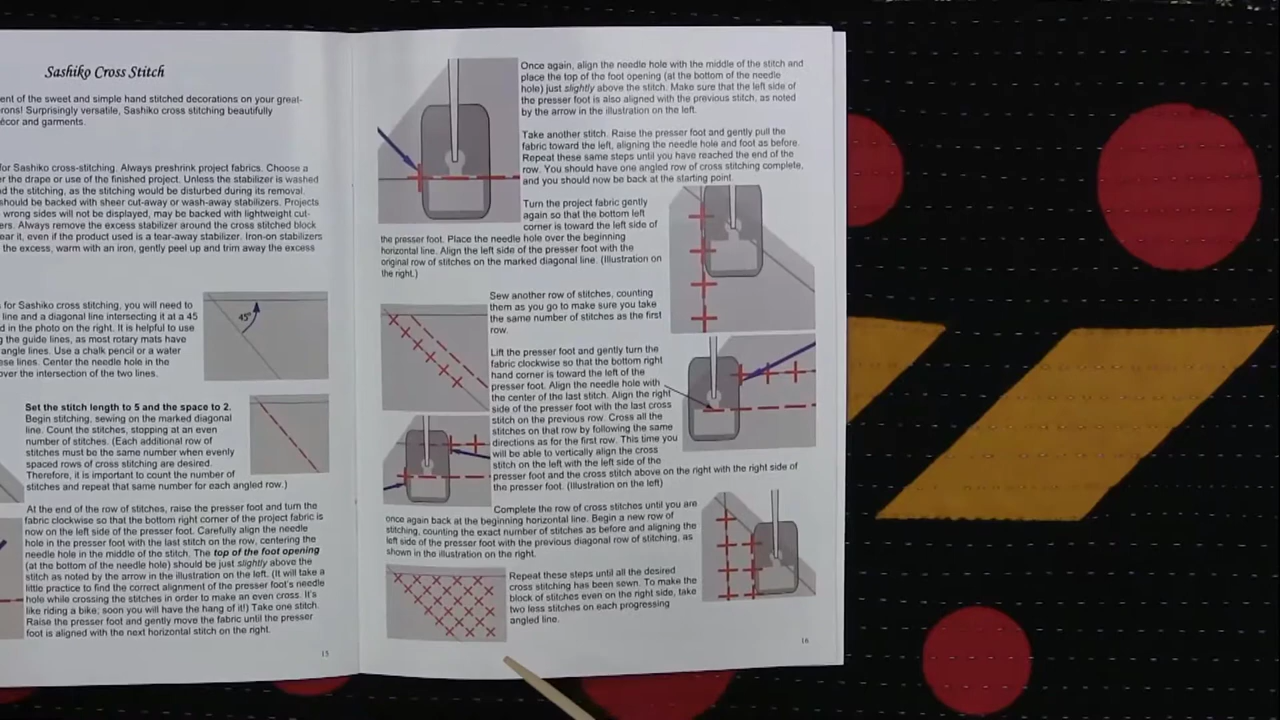 Sashiko Cross Stitch
ent of the sweet and simple hand stitched decorations on your great-
rons! Surprisingly versatile, Sashiko cross stitching beautifully
décor and garments.
for Sashiko cross-stitching. Always preshrink project fabrics. Choose a
r the drape or use of the finished project. Unless the stabilizer is washed
d the stitching, as the stitching would be disturbed during its removal.
should be backed with sheer cut-away or wash-away stabilizers. Projects
wrong sides will not be displayed, may be backed with lightweight cut-
ers. Always remove the excess stabilizer around the cross stitched block
ear it, even if the product used is a tear-away stabilizer. Iron-on stabilizers
the excess, warm with an iron, gently peel up and trim away the excess
for Sashiko cross stitching, you will need to
line and a diagonal line intersecting it at a 45
d in the photo on the right. It is helpful to use
g the guide lines, as most rotary mats have
angle lines. Use a chalk pencil or a water
ese lines. Center the needle hole in the
over the intersection of the two lines.
45°
Set the stitch length to 5 and the space to 2.
Begin stitching, sewing on the marked diagonal
line. Count the stitches, stopping at an even
number of stitches. (Each additional row of
stitches must be the same number when evenly
spaced rows of cross stitching are desired.
Therefore, it is important to count the number of
stitches and repeat that same number for each angled row.)
At the end of the row of stitches, raise the presser foot and turn the
fabric clockwise so that the bottom right corner of the project fabric is
now on the left side of the presser foot. Carefully align the needle
hole in the presser foot with the last stitch on the row, centering the
needle hole in the middle of the stitch. The top of the foot opening
(at the bottom of the needle hole) should be just slightly above the
stitch as noted by the arrow in the illustration on the left. (It will take a
little practice to find the correct alignment of the presser foot's needle
hole while crossing the stitches in order to make an even cross. It's
like riding a bike; soon you will have the hang of it!) Take one stitch.
Raise the presser foot and gently move the fabric until the presser
foot is aligned with the next horizontal stitch on the right.
15
Once again, align the needle hole with the middle of the stitch and
place the top of the foot opening (at the bottom of the needle
hole) just slightly above the stitch. Make sure that the left side of
the presser foot is also aligned with the previous stitch, as noted
by the arrow in the illustration on the left.
Take another stitch. Raise the presser foot and gently pull the
fabric toward the left, aligning the needle hole and foot as before.
Repeat these same steps until you have reached the end of the
row. You should have one angled row of cross stitching complete,
and you should now be back at the starting point.
Turn the project fabric gently
again so that the bottom left
corner is toward the left side of
the presser foot. Place the needle hole over the beginning
horizontal line. Align the left side of the presser foot with the
original row of stitches on the marked diagonal line. (Illustration on
the right.)
Sew another row of stitches, counting
them as you go to make sure you take
the same number of stitches as the first
row.
Lift the presser foot and gently turn the
fabric clockwise so that the bottom right
hand corner is toward the left of the
presser foot. Align the needle hole with
the center of the last stitch. Align the right
side of the presser foot with the last cross
stitch on the previous row. Cross all the
stitches on that row by following the same
directions as for the first row. This time you
will be able to vertically align the cross
stitch on the left with the left side of the
presser foot and the cross stitch above on the right with the right side of
the presser foot. (Illustration on the left)
Complete the row of cross stitches until you are
once again back at the beginning horizontal line. Begin a new row of
stitching, counting the exact number of stitches as before and aligning the
left side of the presser foot with the previous diagonal row of stitching, as
shown in the illustration on the right.
Repeat these steps until all the desired
cross stitching has been sewn. To make the
block of stitches even on the right side, take
two less stitches on each progressing
angled line.
16